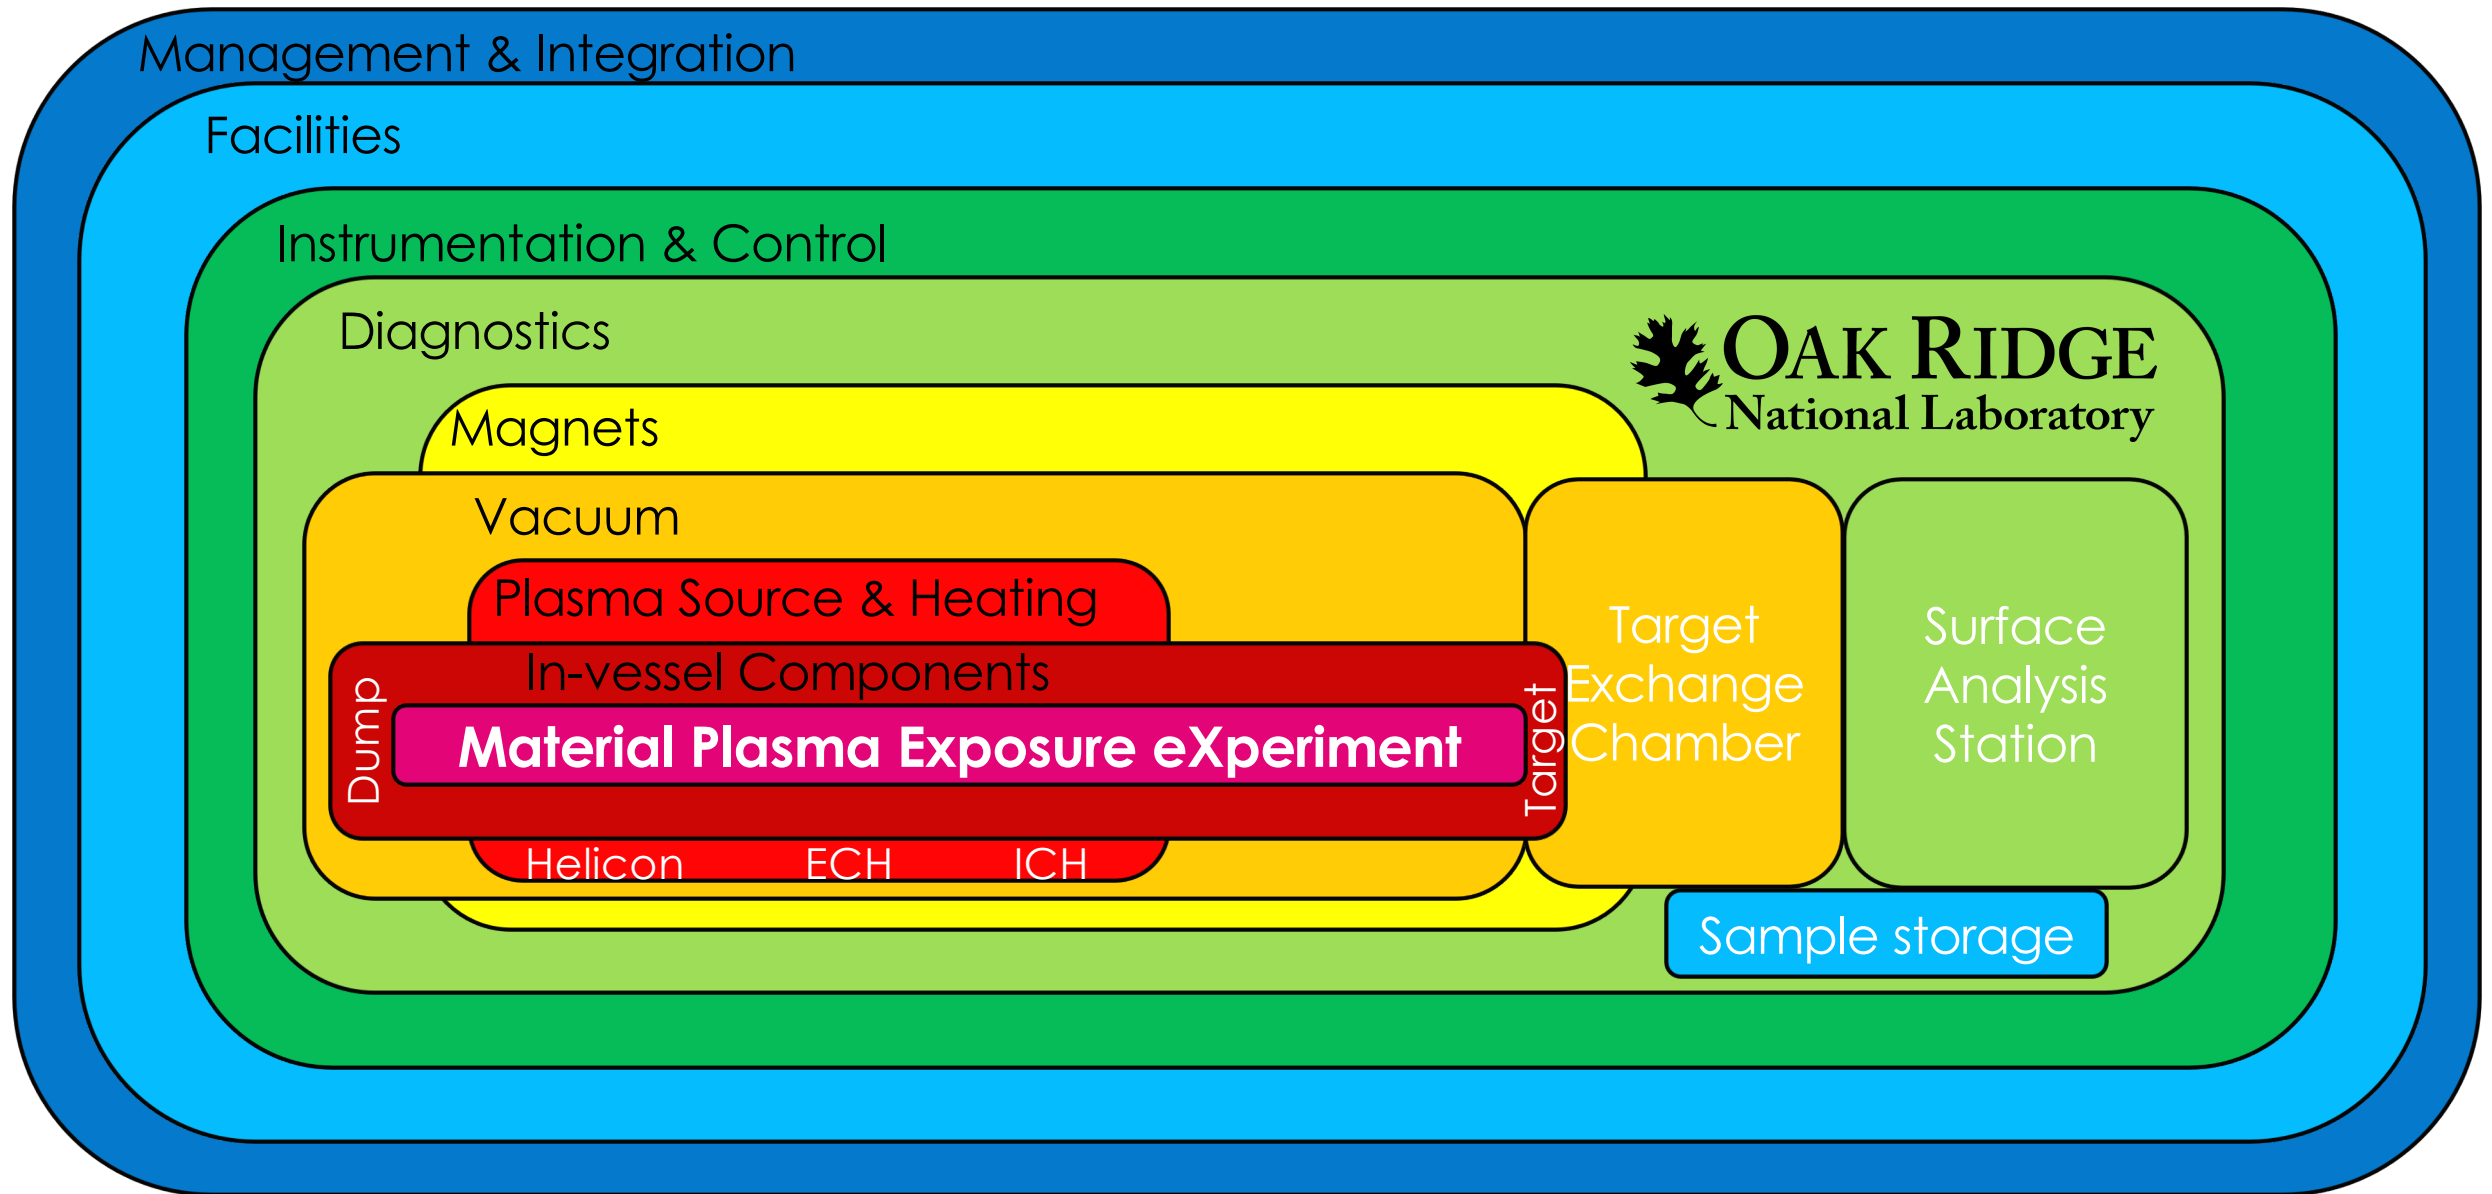 Management & Integration
Facilities
Instrumentation & Control
Diagnostics
OAK RIDGE
National Laboratory
Magnets
Vacuum
Plasma Source & Heating
In-vessel Components
Dump
Material Plasma Exposure eXperiment
Target
Helicon ECH ICH
Target
Exchange
Chamber
Surface
Analysis
Station
Sample storage